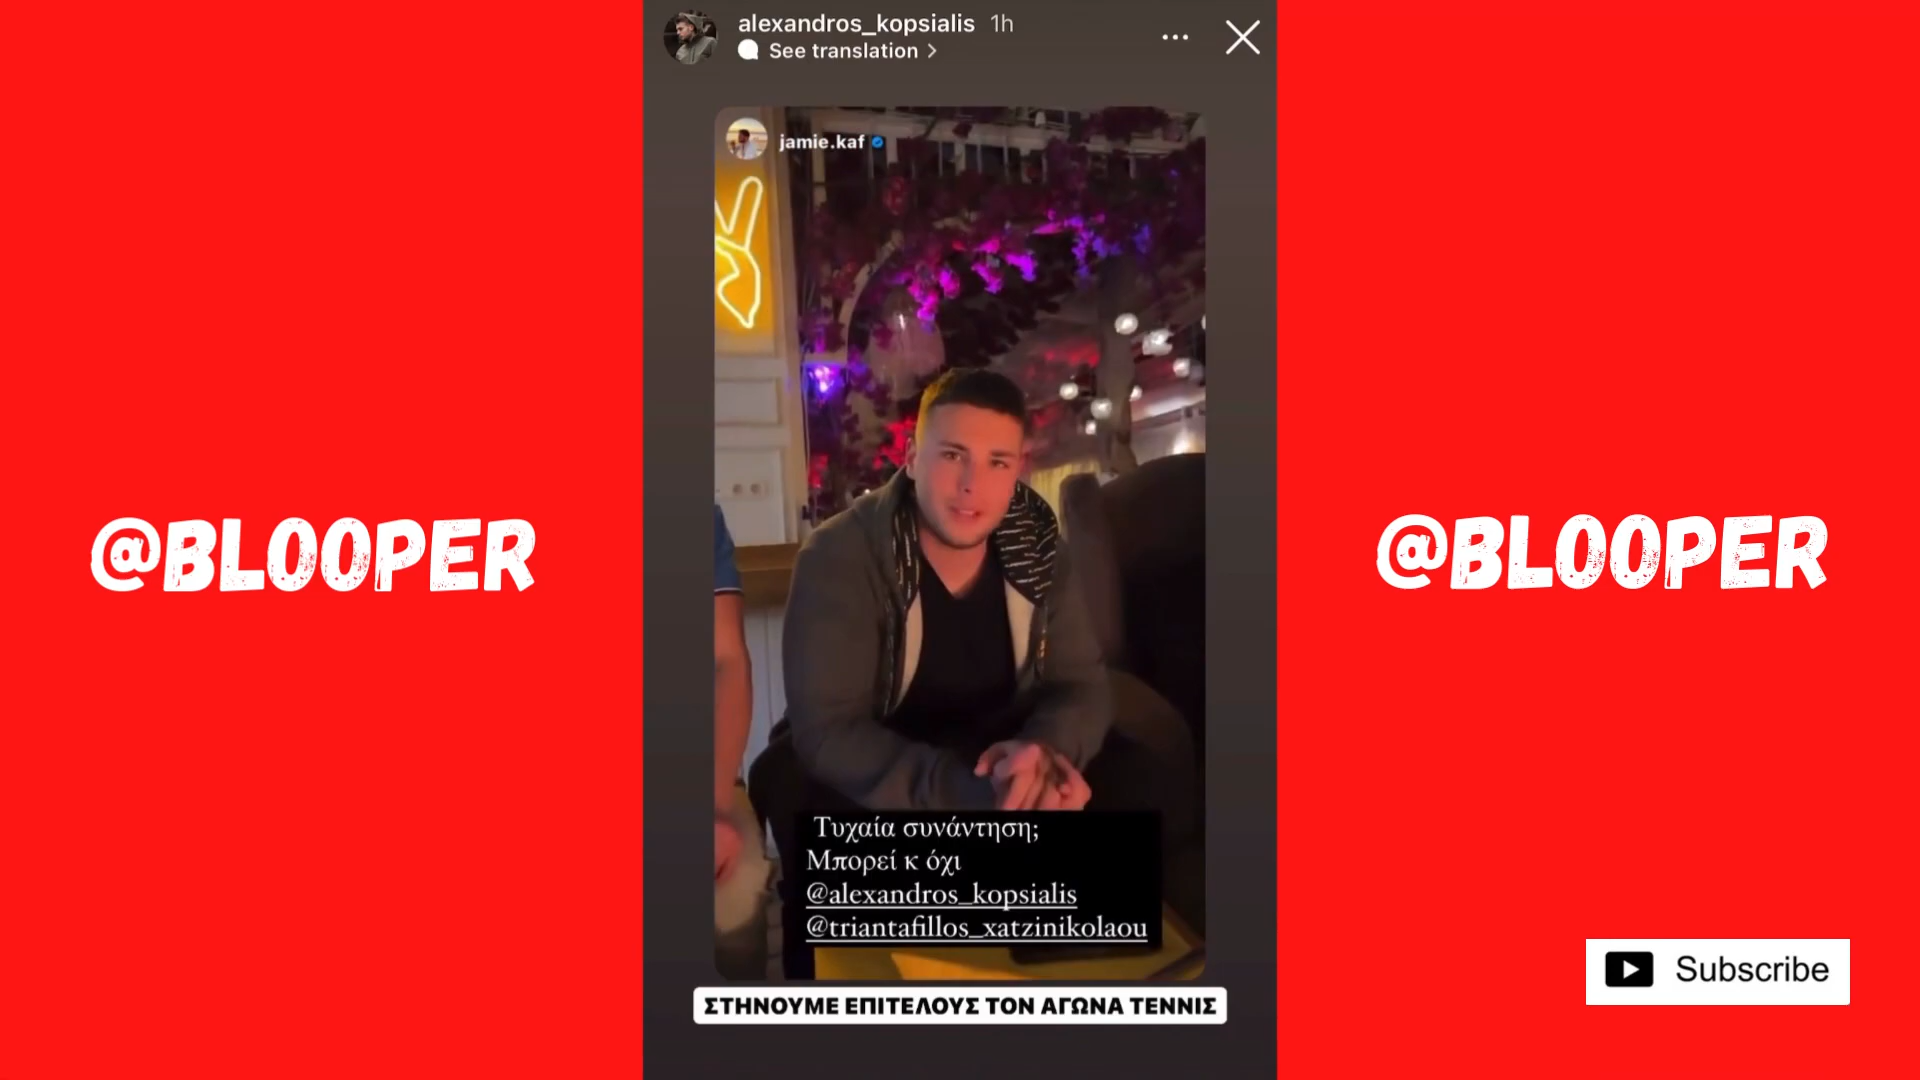 alexandros_kopsialis 1h
See translation >
jamie.kaf
@BLOOPER
@BLOOPER
Τυχαία συνάντηση;
Μπορεί κ όχι
@alexandros_kopsialis
@triantafillos_xatzinikolaou
Subscribe
ΣΤΗΝΟΥΜΕ ΕΠΙΤΕΛΟΥΣ ΤΟΝ ΑΓΩΝΑ ΤΕΝΝΙΣ